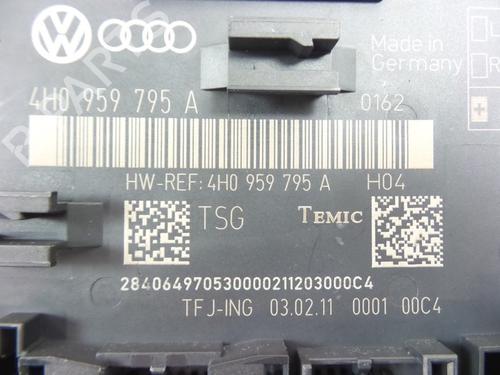 Made in
Germany
L
R
4H0 959 795 A 0162
HW-REF: 4H0 959 795 A H04
TSG TEMIC
28406497053000021120300C4
TFJ-ING 03.02.11 0001 00C4